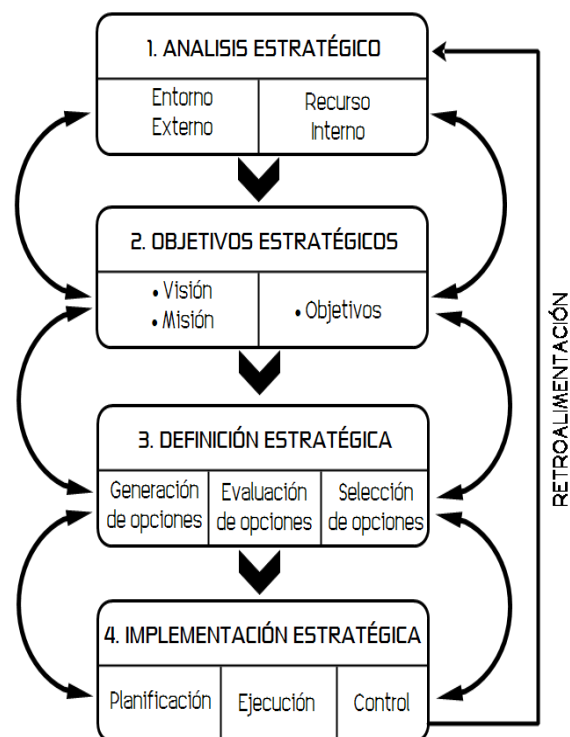 1. ANALISIS ESTRATÉGICO
Entorno
Externo
Recurso
Interno
2. OBJETIVOS ESTRATÉGICOS
• Visión
• Misión
• Objetivos
3. DEFINICIÓN ESTRATÉGICA
Generación
de opciones
Evaluación
de opciones
Selección
de opciones
4. IMPLEMENTACIÓN ESTRATÉGICA
Planificación
Ejecución
Control
RETROALIMENTACIÓN